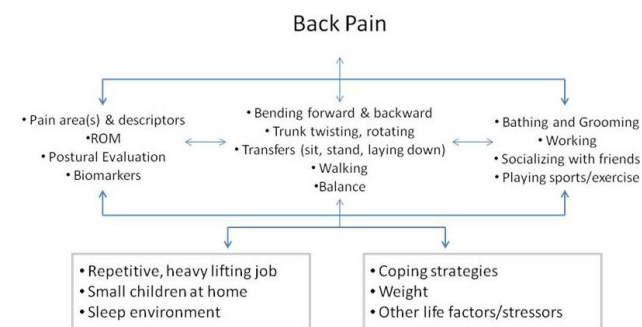 Back Pain
• Pain area(s) & descriptors
•ROM
• Postural Evaluation
• Biomarkers
• Bending forward & backward
• Trunk twisting, rotating
• Transfers (sit, stand, laying down)
• Walking
•Balance
• Bathing and Grooming
• Working
• Socializing with friends
• Playing sports/exercise
• Repetitive, heavy lifting job
• Small children at home
• Sleep environment
• Coping strategies
• Weight
• Other life factors/stressors